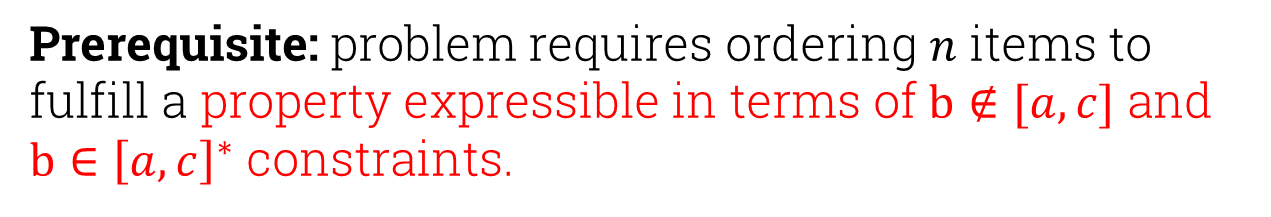 Prerequisite: problem requires ordering n items to
fulfill a property expressible in terms of b ∉ [a, c] and
b ∈ [a, c]* constraints.